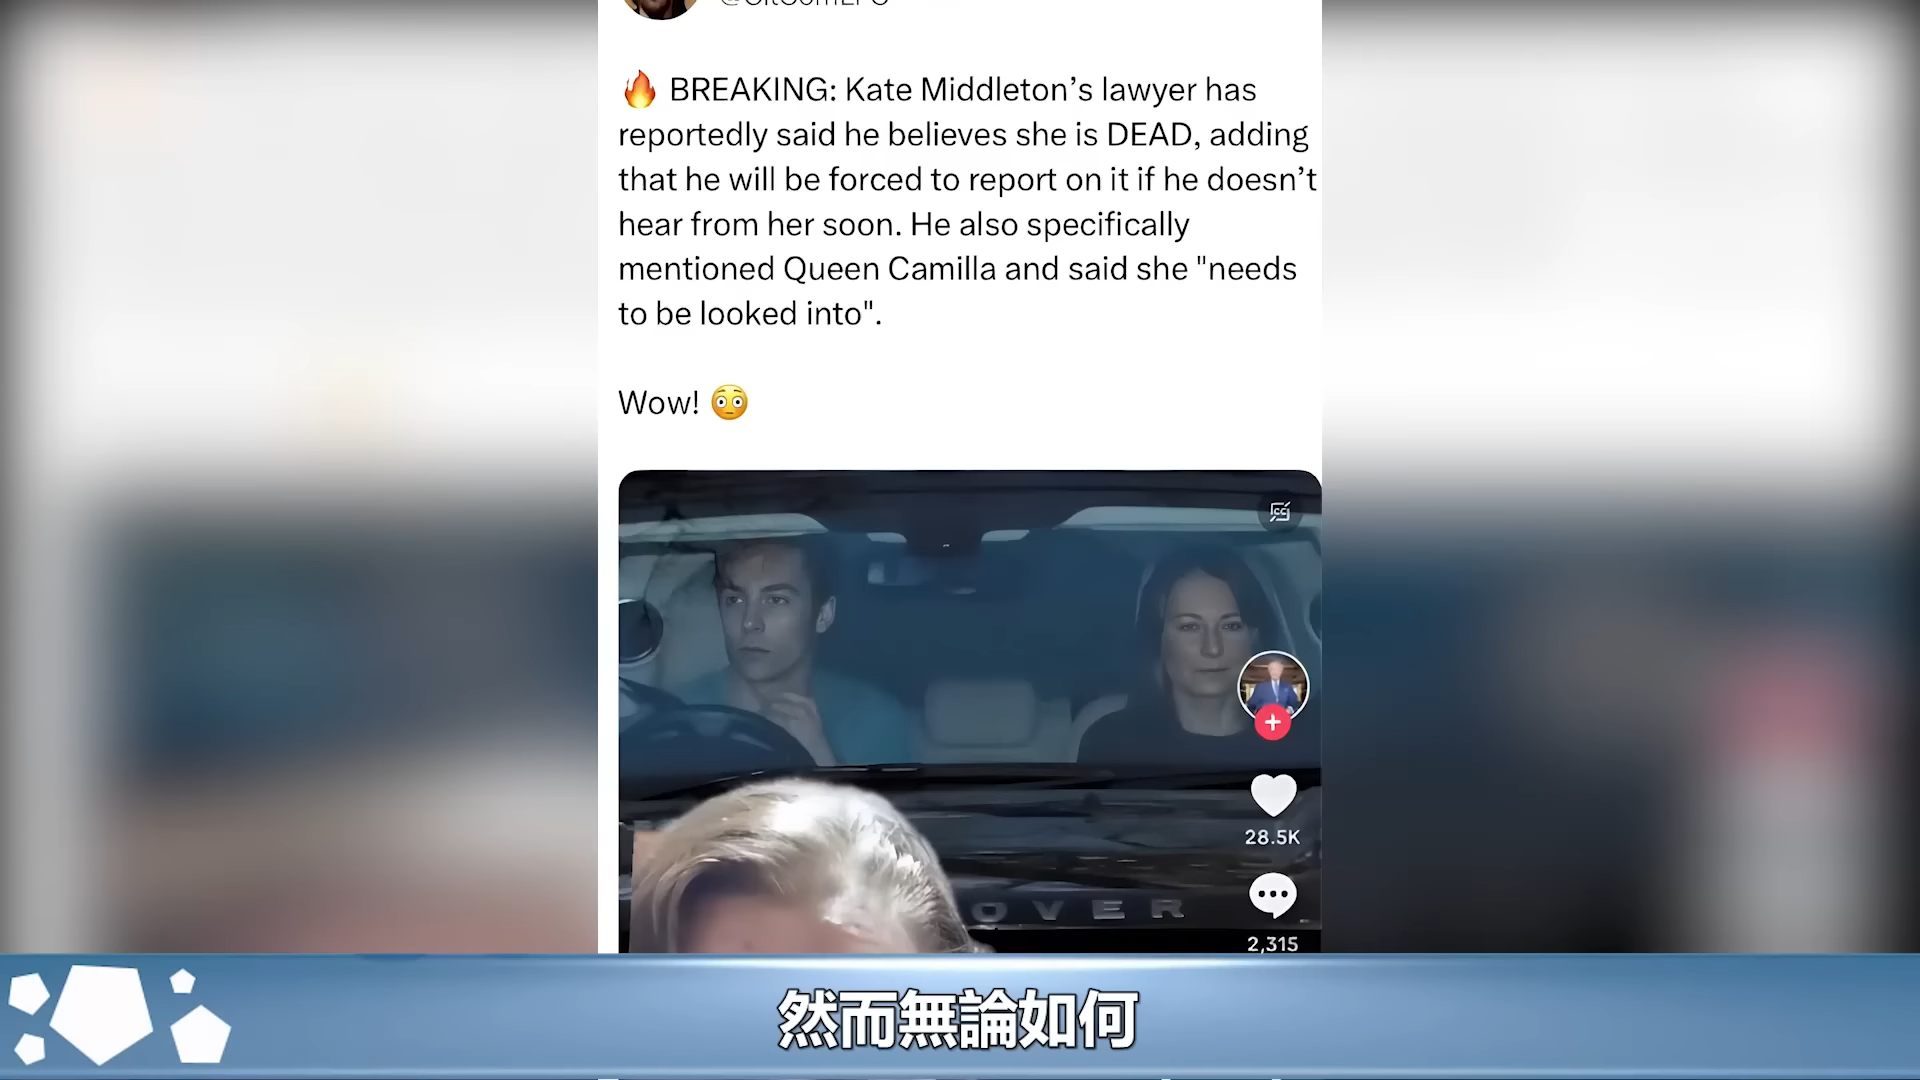 🔥 BREAKING: Kate Middleton’s lawyer has
reportedly said he believes she is DEAD, adding
that he will be forced to report on it if he doesn’t
hear from her soon. He also specifically
mentioned Queen Camilla and said she "needs
to be looked into".
Wow! 😳
28.5K
OVER
2,315
然而無論如何